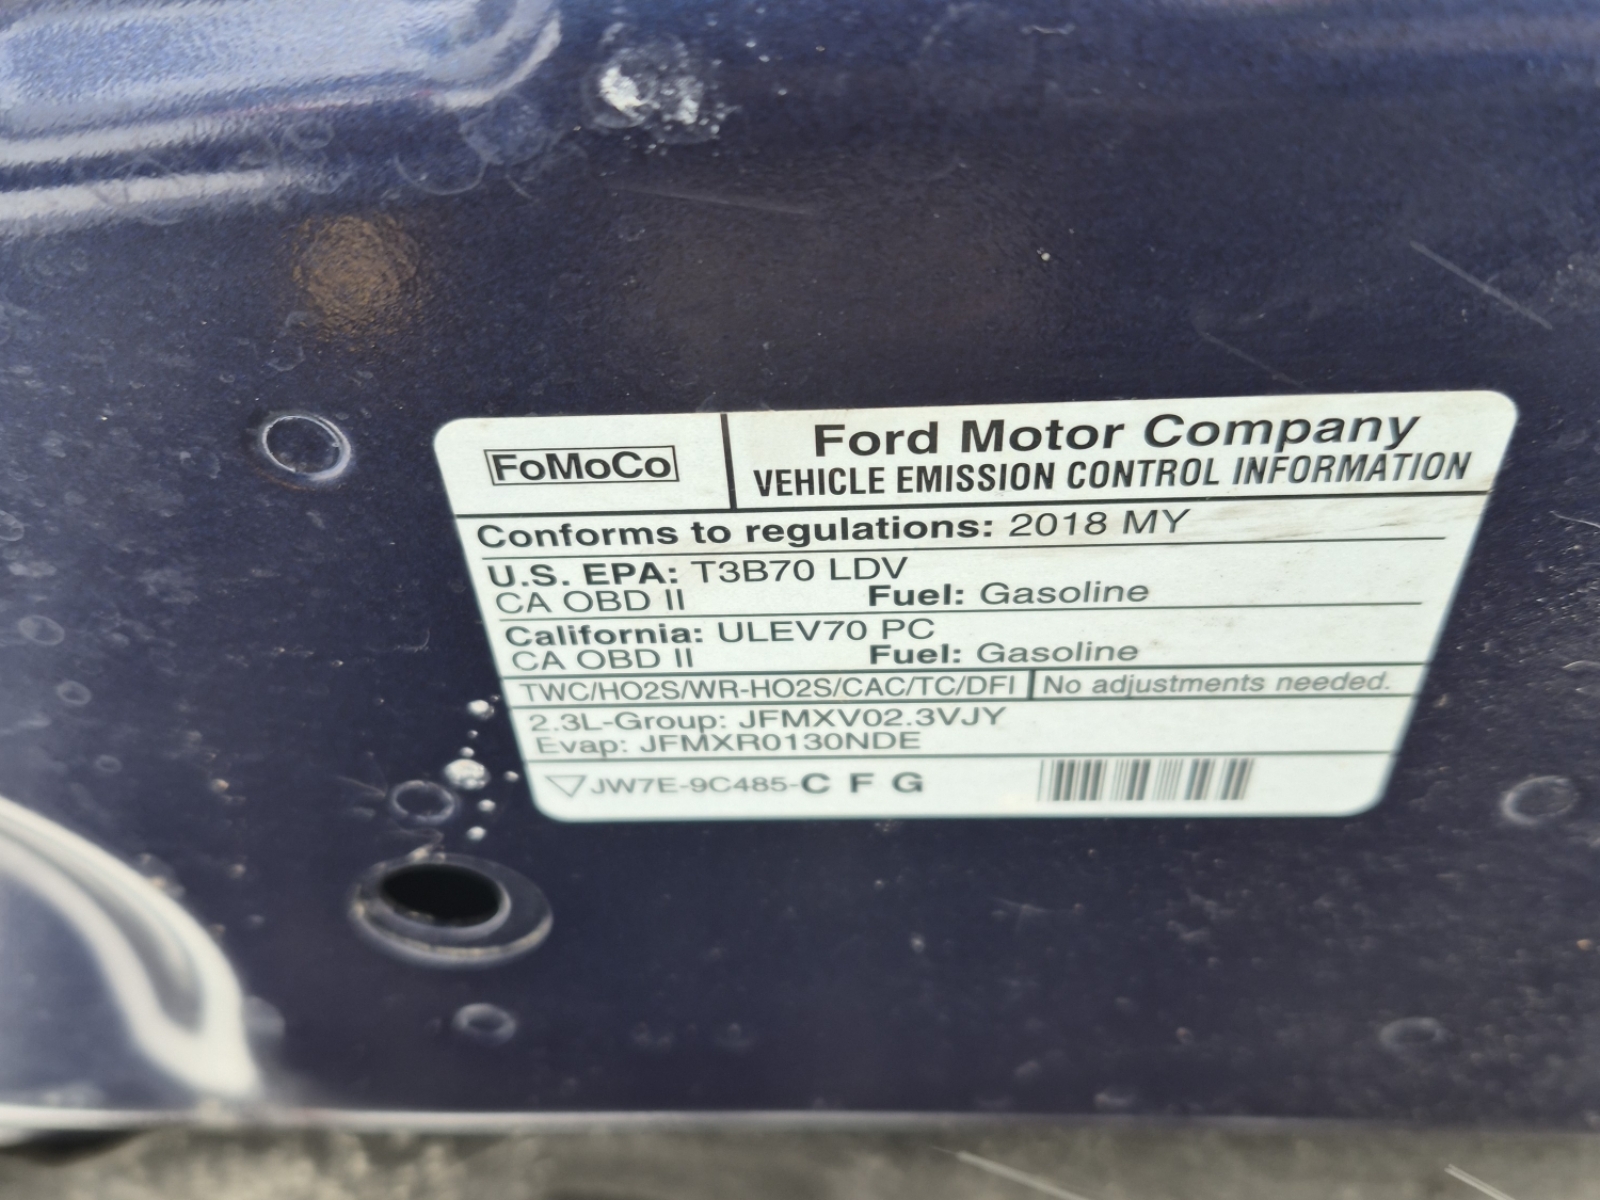 FoMoCo
Ford Motor Company
VEHICLE EMISSION CONTROL INFORMATION
Conforms to regulations: 2018 MY
U.S. EPA: T3B70 LDV
CA OBD II Fuel: Gasoline
California: ULEV70 PC
CA OBD II Fuel: Gasoline
TWC/HO2S/WR-HO2S/CAC/TC/DFI No adjustments needed.
2.3L-Group: JFMXV02.3VJY
Evap: JFMXR0130NDE
JW7E-9C485-C F G